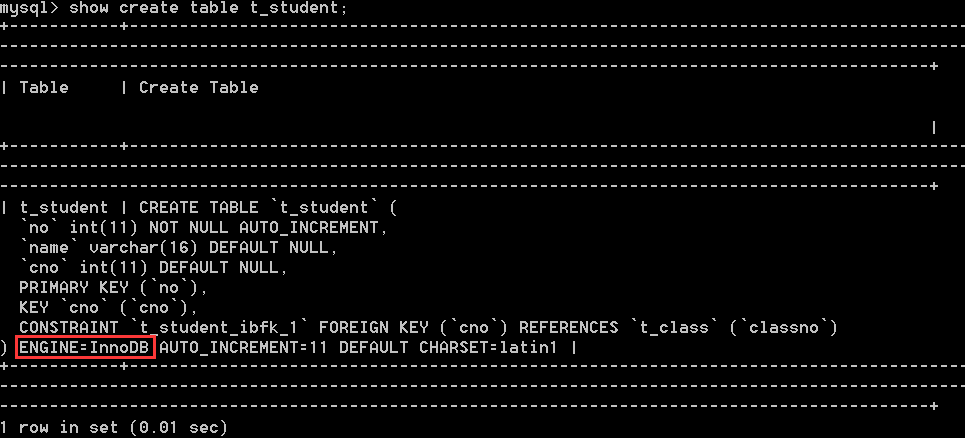 mysql> show create table t_student;
+-----------+--------------------------------------------------------------------------------------------------------------------------------------------------------------------------------------------------------------------------------------------------------------------------------+
| Table     | Create Table
|
+-----------+--------------------------------------------------------------------------------------------------------------------------------------------------------------------------------------------------------------------------------------------------------------------------------+
| t_student | CREATE TABLE `t_student` (
`no` int(11) NOT NULL AUTO_INCREMENT,
`name` varchar(16) DEFAULT NULL,
`cno` int(11) DEFAULT NULL,
PRIMARY KEY (`no`),
KEY `cno` (`cno`),
CONSTRAINT `t_student_ibfk_1` FOREIGN KEY (`cno`) REFERENCES `t_class` (`classno`)
) ENGINE=InnoDB AUTO_INCREMENT=11 DEFAULT CHARSET=latin1 |
+-----------+--------------------------------------------------------------------------------------------------------------------------------------------------------------------------------------------------------------------------------------------------------------------------------+
1 row in set (0.01 sec)